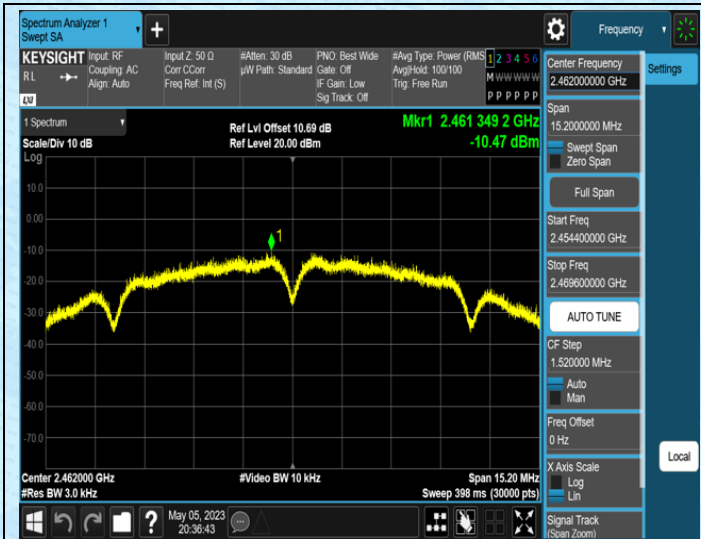 Spectrum Analyzer 1
Swept SA
Frequency
KEYSIGHT
RL
Input: RF
Coupling: AC
Align: Auto
Input Z: 50 Ω
Corr CCorr
Freq Ref: Int (S)
#Atten: 30 dB
µW Path: Standard
PNO: Best Wide
Gate: Off
IF Gain: Low
Sig Track: Off
#Avg Type: Power (RMS
Avg|Hold: 100/100
Trig: Free Run
1 2 3 4 5 6
M W W W W W
P P P P P P
LXI
1 Spectrum
Scale/Div 10 dB
Ref Lvl Offset 10.69 dB
Ref Level 20.00 dBm
Mkr1 2.461 349 2 GHz
-10.47 dBm
Log
10.0
0.00
-10.0
-20.0
-30.0
-40.0
-50.0
-60.0
-70.0
1
Center 2.462000 GHz
#Res BW 3.0 kHz
#Video BW 10 kHz
Span 15.20 MHz
Sweep 398 ms (30000 pts)
May 05, 2023
20:36:43
?
Center Frequency
2.462000000 GHz
Settings
Span
15.2000000 MHz
Swept Span
Zero Span
Full Span
Start Freq
2.454400000 GHz
Stop Freq
2.469600000 GHz
AUTO TUNE
CF Step
1.520000 MHz
Auto
Man
Freq Offset
0 Hz
Local
X Axis Scale
Log
Lin
Signal Track
(Span Zoom)